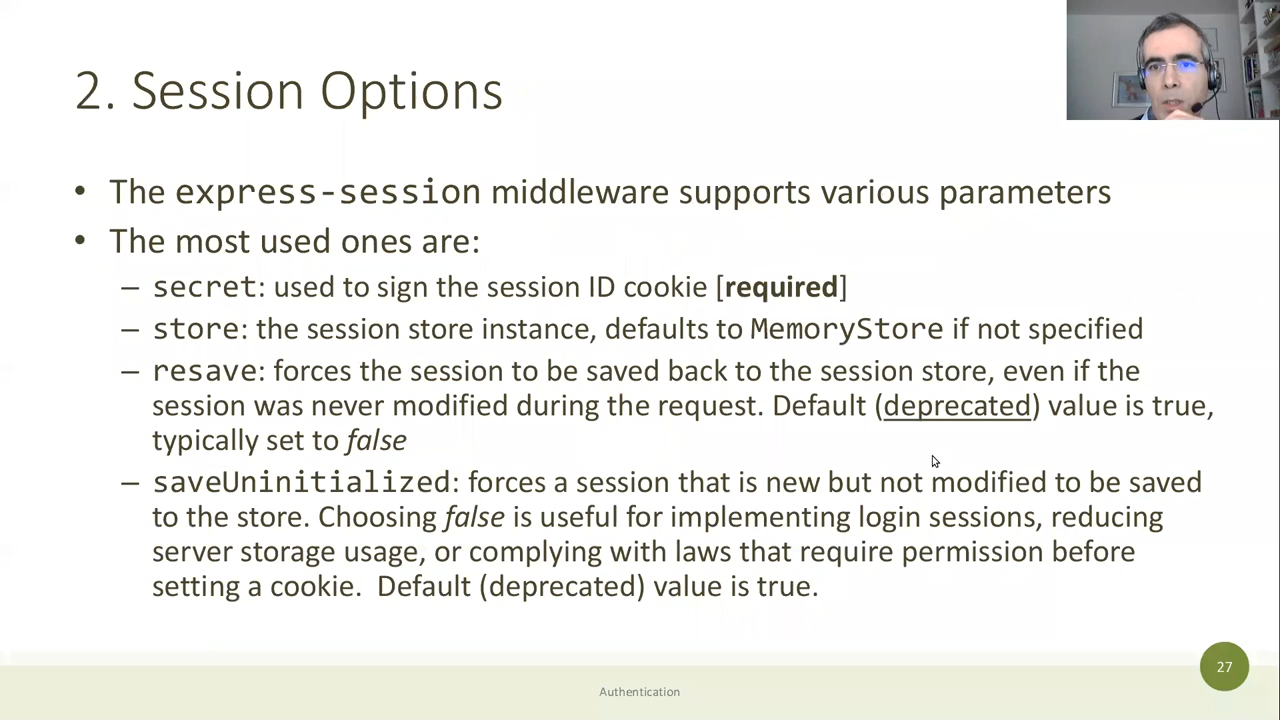 2. Session Options
• The express-session middleware supports various parameters
• The most used ones are:
– secret: used to sign the session ID cookie [required]
– store: the session store instance, defaults to MemoryStore if not specified
– resave: forces the session to be saved back to the session store, even if the
session was never modified during the request. Default (deprecated) value is true,
typically set to false
– saveUninitialized: forces a session that is new but not modified to be saved
to the store. Choosing false is useful for implementing login sessions, reducing
server storage usage, or complying with laws that require permission before
setting a cookie.  Default (deprecated) value is true.
27
Authentication